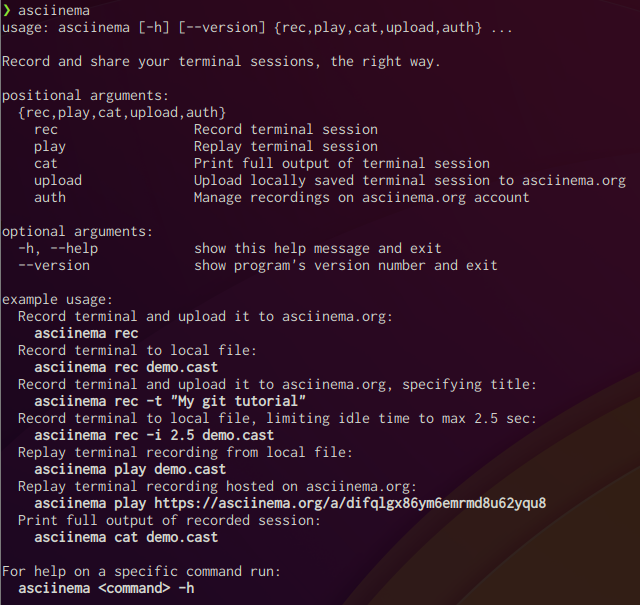 ❯ asciinema
usage: asciinema [-h] [--version] {rec,play,cat,upload,auth} ...

Record and share your terminal sessions, the right way.

positional arguments:
  {rec,play,cat,upload,auth}
    rec                 Record terminal session
    play                Replay terminal session
    cat                 Print full output of terminal session
    upload              Upload locally saved terminal session to asciinema.org
    auth                Manage recordings on asciinema.org account

optional arguments:
  -h, --help            show this help message and exit
  --version             show program's version number and exit

example usage:
  Record terminal and upload it to asciinema.org:
    asciinema rec
  Record terminal to local file:
    asciinema rec demo.cast
  Record terminal and upload it to asciinema.org, specifying title:
    asciinema rec -t "My git tutorial"
  Record terminal to local file, limiting idle time to max 2.5 sec:
    asciinema rec -i 2.5 demo.cast
  Replay terminal recording from local file:
    asciinema play demo.cast
  Replay terminal recording hosted on asciinema.org:
    asciinema play https://asciinema.org/a/difqlgx86ym6emrmd8u62yqu8
  Print full output of recorded session:
    asciinema cat demo.cast

For help on a specific command run:
  asciinema <command> -h